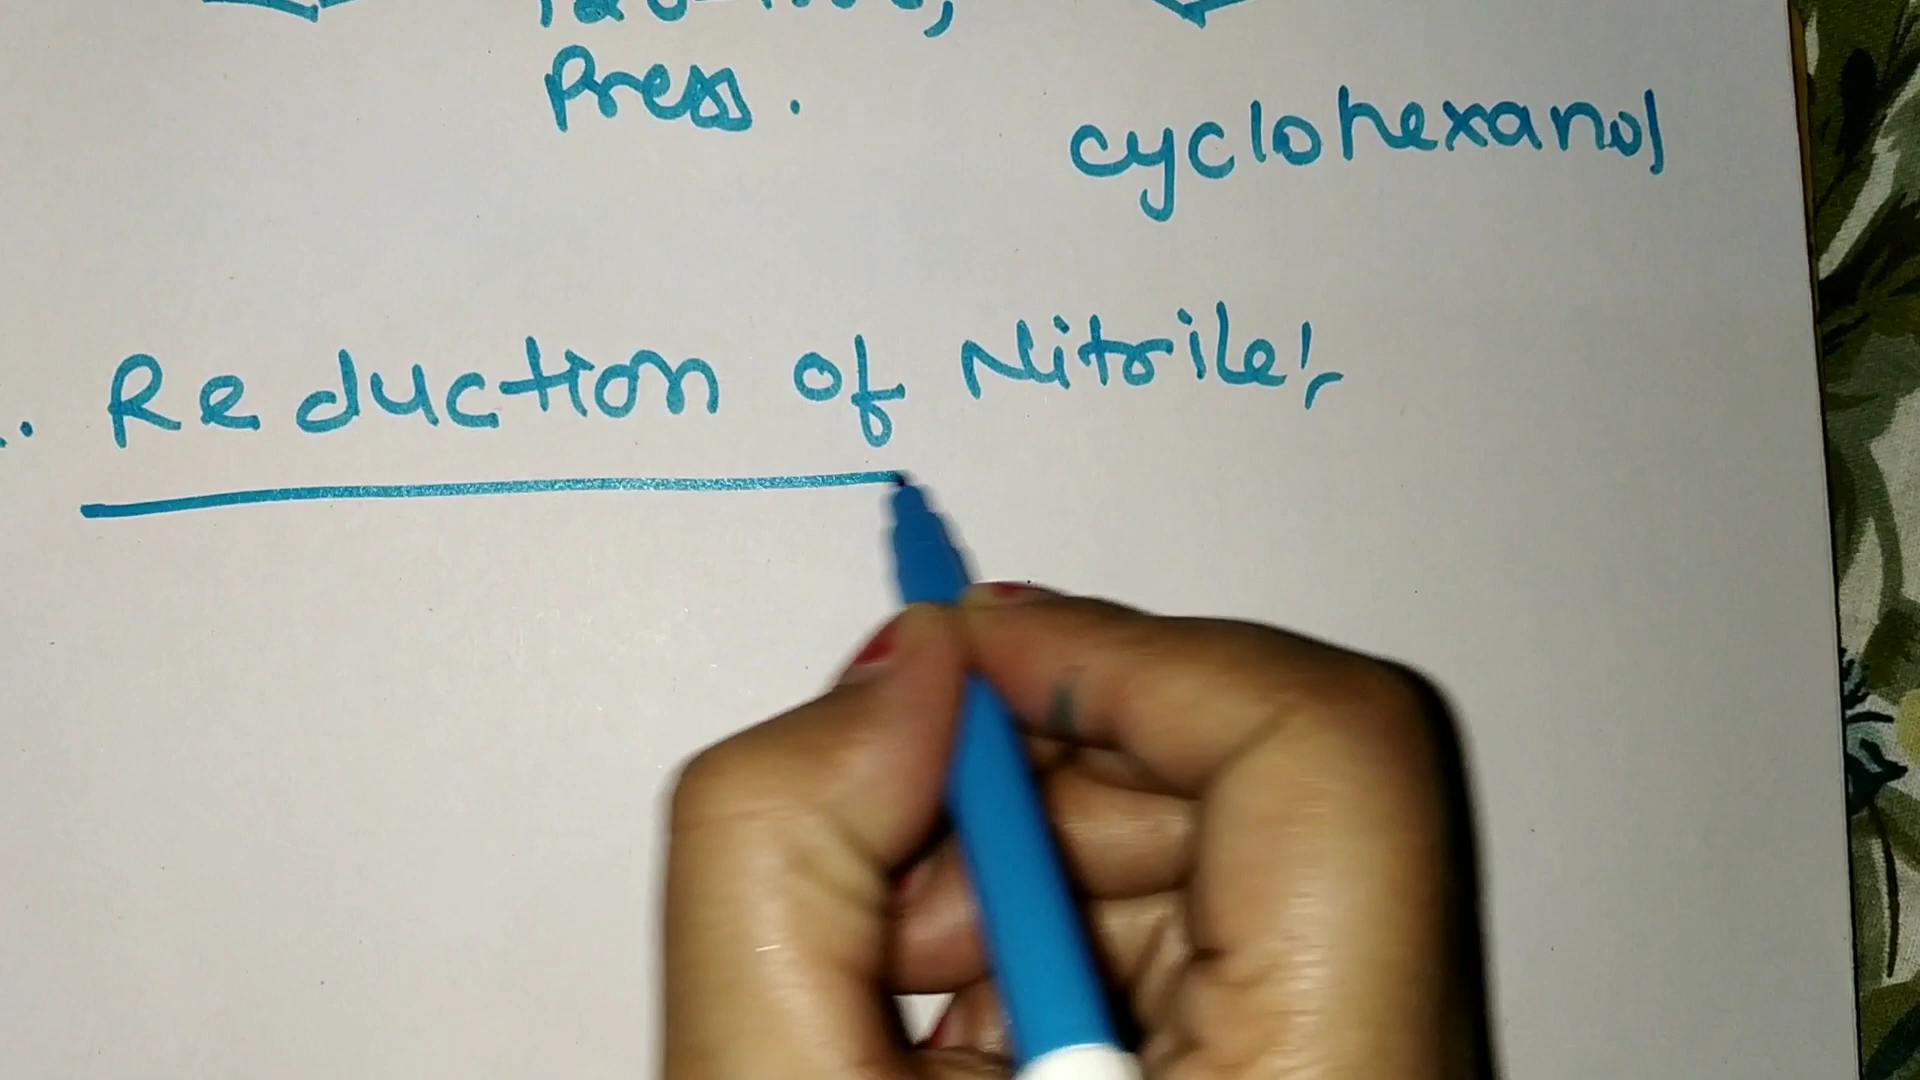 Press.
cyclohexanol
Reduction of Nitrile:-